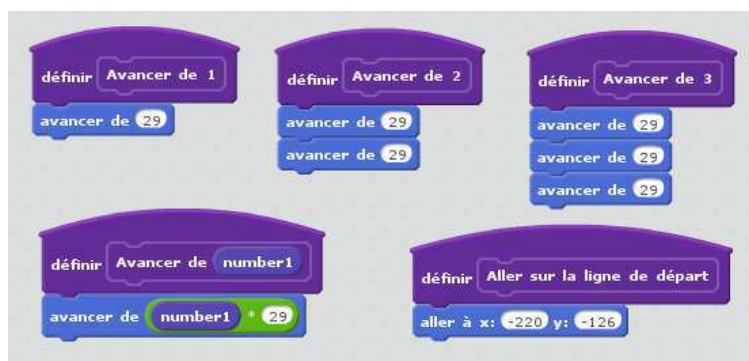 définir Avancer de 1
avancer de 29
définir Avancer de 2
avancer de 29
avancer de 29
définir Avancer de 3
avancer de 29
avancer de 29
avancer de 29
définir Avancer de number1
avancer de number1 * 29
définir Aller sur la ligne de départ
aller à x: -220 y: -126